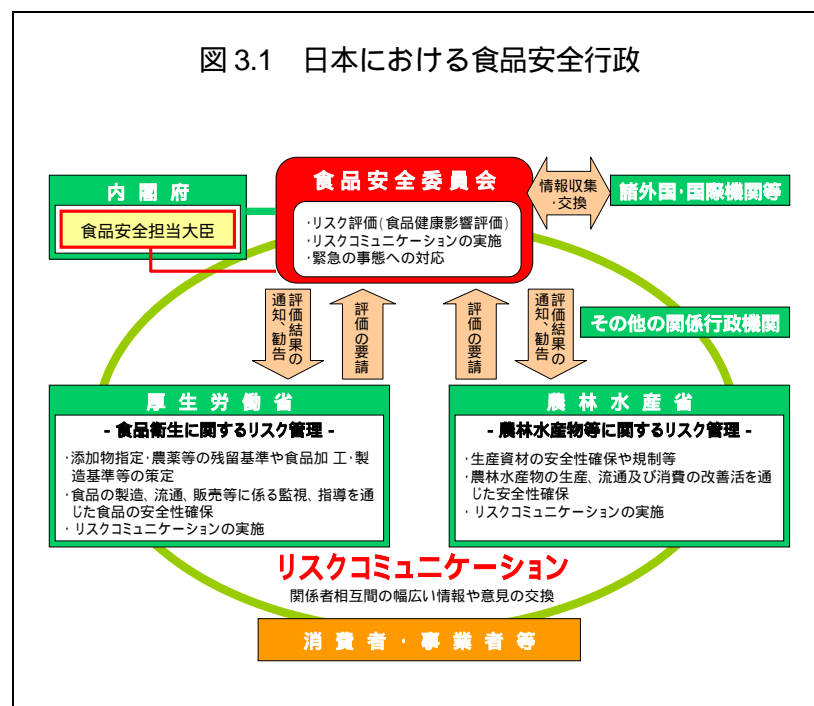 図 3.1 日本における食品安全行政
食品安全委員会
・リスク評価(食品健康影響評価)
・リスクコミュニケーションの実施
・緊急の事態への対応
情報収集
・交換
諸外国・国際機関等
内閣府
食品安全担当大臣
評価結果の
通知、勧告
評価の要請
評価の要請
評価結果の
通知、勧告
その他の関係行政機関
厚生労働省
- 食品衛生に関するリスク管理 -
・添加物指定・農薬等の残留基準や食品加 工・製
造基準等の策定
・食品の製造、流通、販売等に係る監視、指導を通
じた食品の安全性確保
・リスクコミュニケーションの実施
農林水産省
- 農林水産物等に関するリスク管理 -
・生産資材の安全性確保や規制等
・農林水産物の生産、流通及び消費の改善活を通
じた安全性確保
・リスクコミュニケーションの実施
リスクコミュニケーション
関係者相互間の幅広い情報や意見の交換
消費者・事業者等